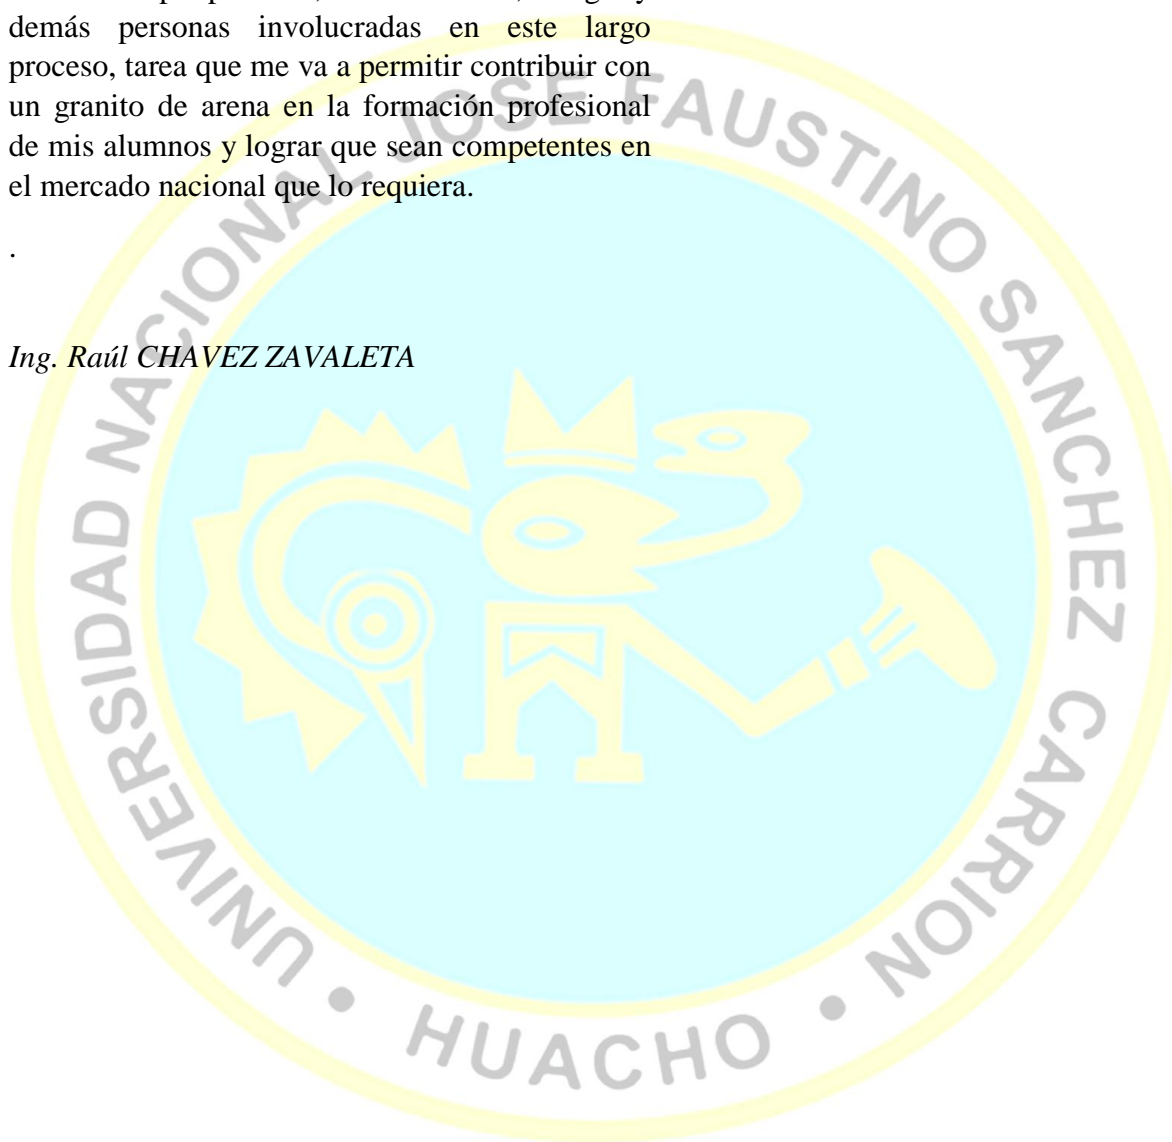 demás personas involucradas en este largo
proceso, tarea que me va a permitir contribuir con
un granito de arena en la formación profesional
de mis alumnos y lograr que sean competentes en
el mercado nacional que lo requiera.
.
Ing. Raúl CHAVEZ ZAVALETA
UNIVERSIDAD NACIONAL JOSE FAUSTINO SANCHEZ CARRION
• HUACHO •